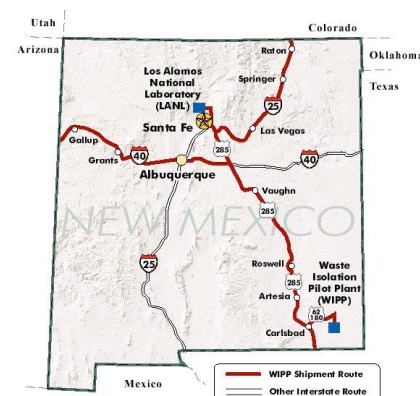 Utah
Colorado
Arizona
Oklahoma
Raton
Texas
Los Alamos
National
Laboratory
(LANL)
Springer
25
Santa Fe
Las Vegas
Gallup
Grants
40
285
40
Albuquerque
Vaughn
285
NEW MEXICO
25
Roswell
Waste
Isolation
Pilot Plant
(WIPP)
285
Artesia
62
180
Carlsbad
Mexico
WIPP Shipment Route
Other Interstate Route